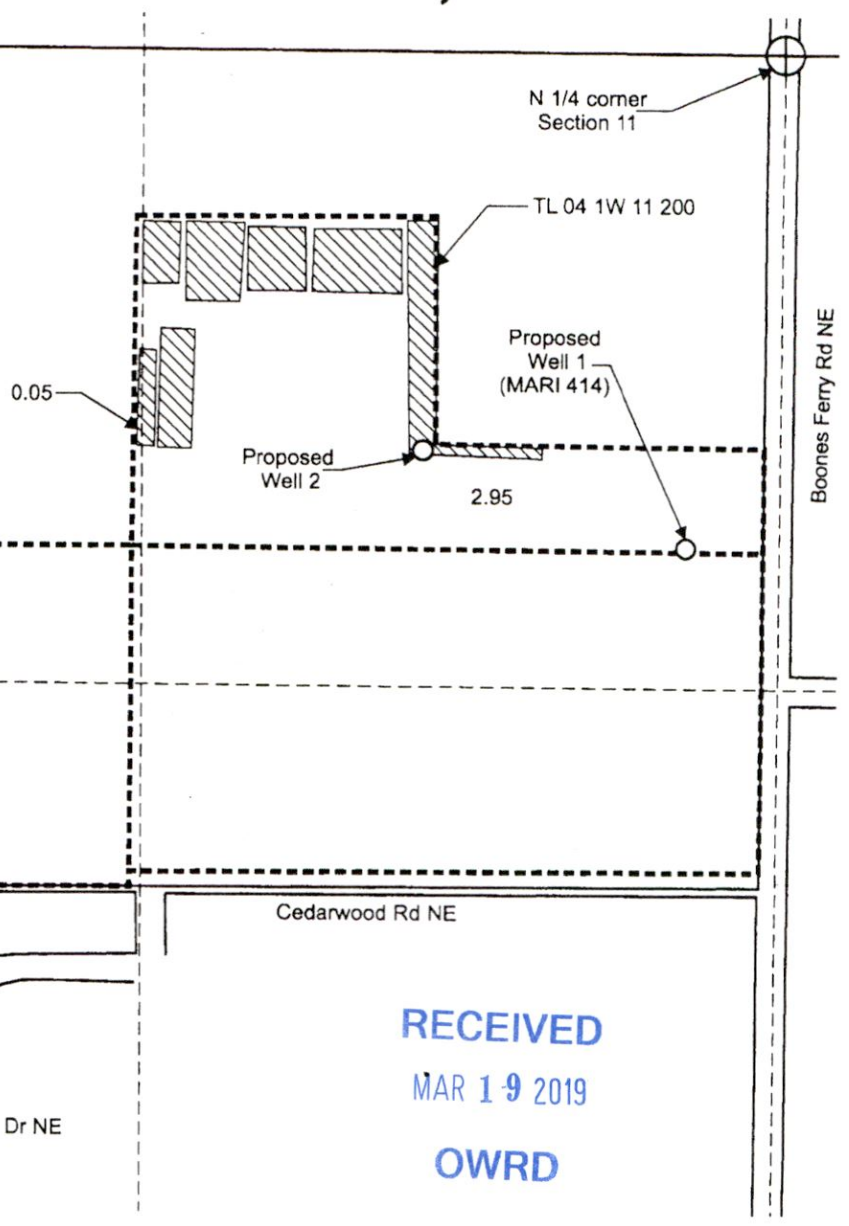 N 1/4 corner
Section 11
TL 04 1W 11 200
Proposed
Well 1
(MARI 414)
Boones Ferry Rd NE
0.05
Proposed
Well 2
2.95
Cedarwood Rd NE
RECEIVED
MAR 19 2019
OWRD
Dr NE